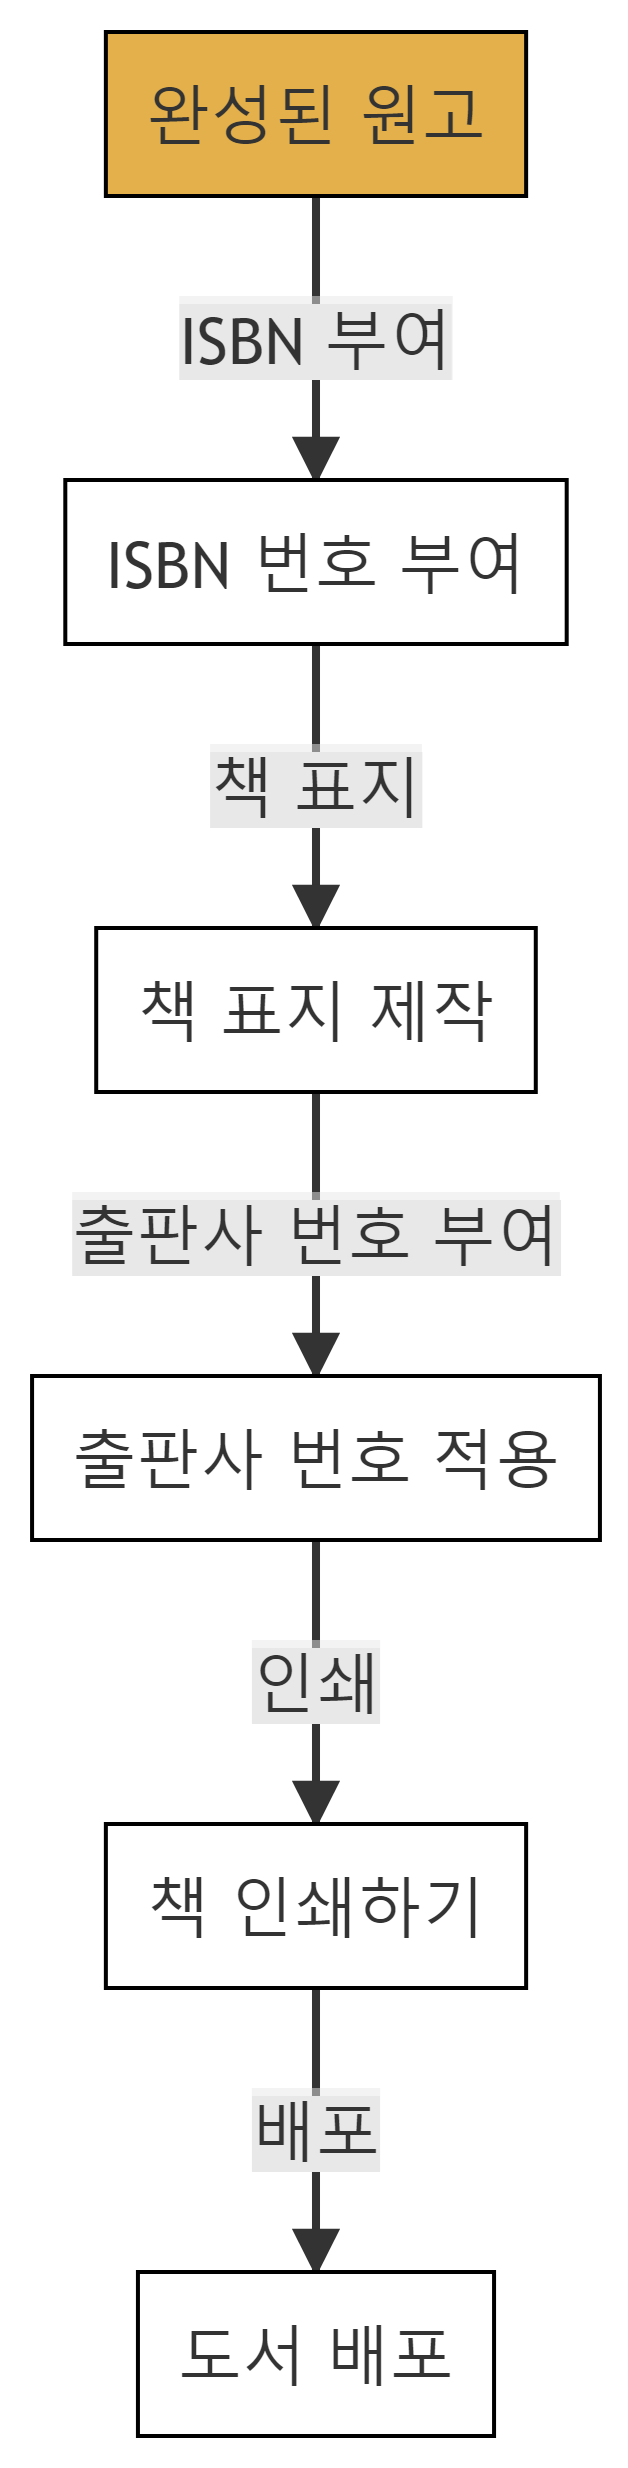 완성된 원고
ISBN 부여
ISBN 번호 부여
책 표지
책 표지 제작
출판사 번호 부여
출판사 번호 적용
인쇄
책 인쇄하기
배포
도서 배포